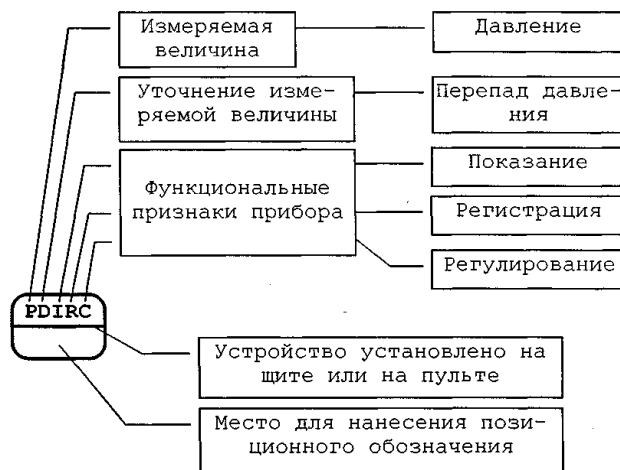 Измеряемая
величина
Давление
Уточнение изме-
ряемой величины
Перепад давле-
ния
Функциональные
признаки прибора
Показание
Регистрация
Регулирование
PDIRC
Устройство установлено на
щите или на пульте
Место для нанесения пози-
ционного обозначения